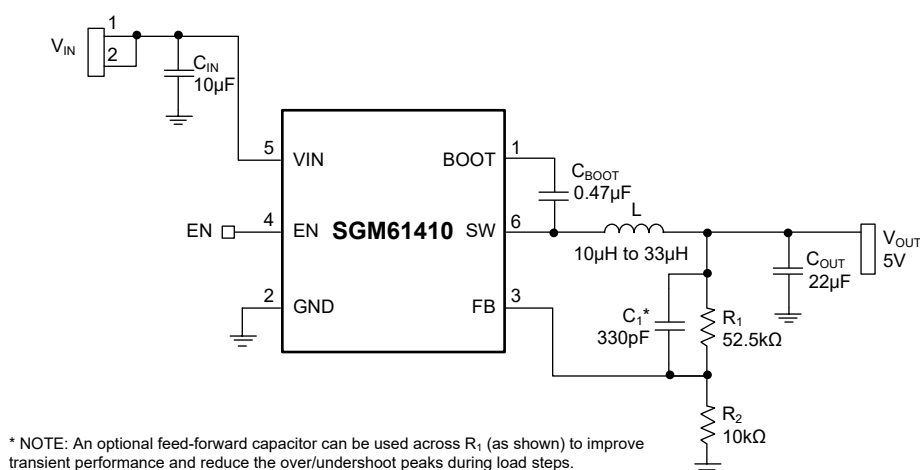 1
V_IN
2
C_IN
10µF
5
VIN
BOOT
1
C_BOOT
0.47µF
EN
4
EN
SGM61410
SW
6
L
10µH to 33µH
V_OUT
5V
C_OUT
22µF
2
GND
FB
3
C_1*
330pF
R_1
52.5kΩ
R_2
10kΩ
* NOTE: An optional feed-forward capacitor can be used across R_1 (as shown) to improve
transient performance and reduce the over/undershoot peaks during load steps.